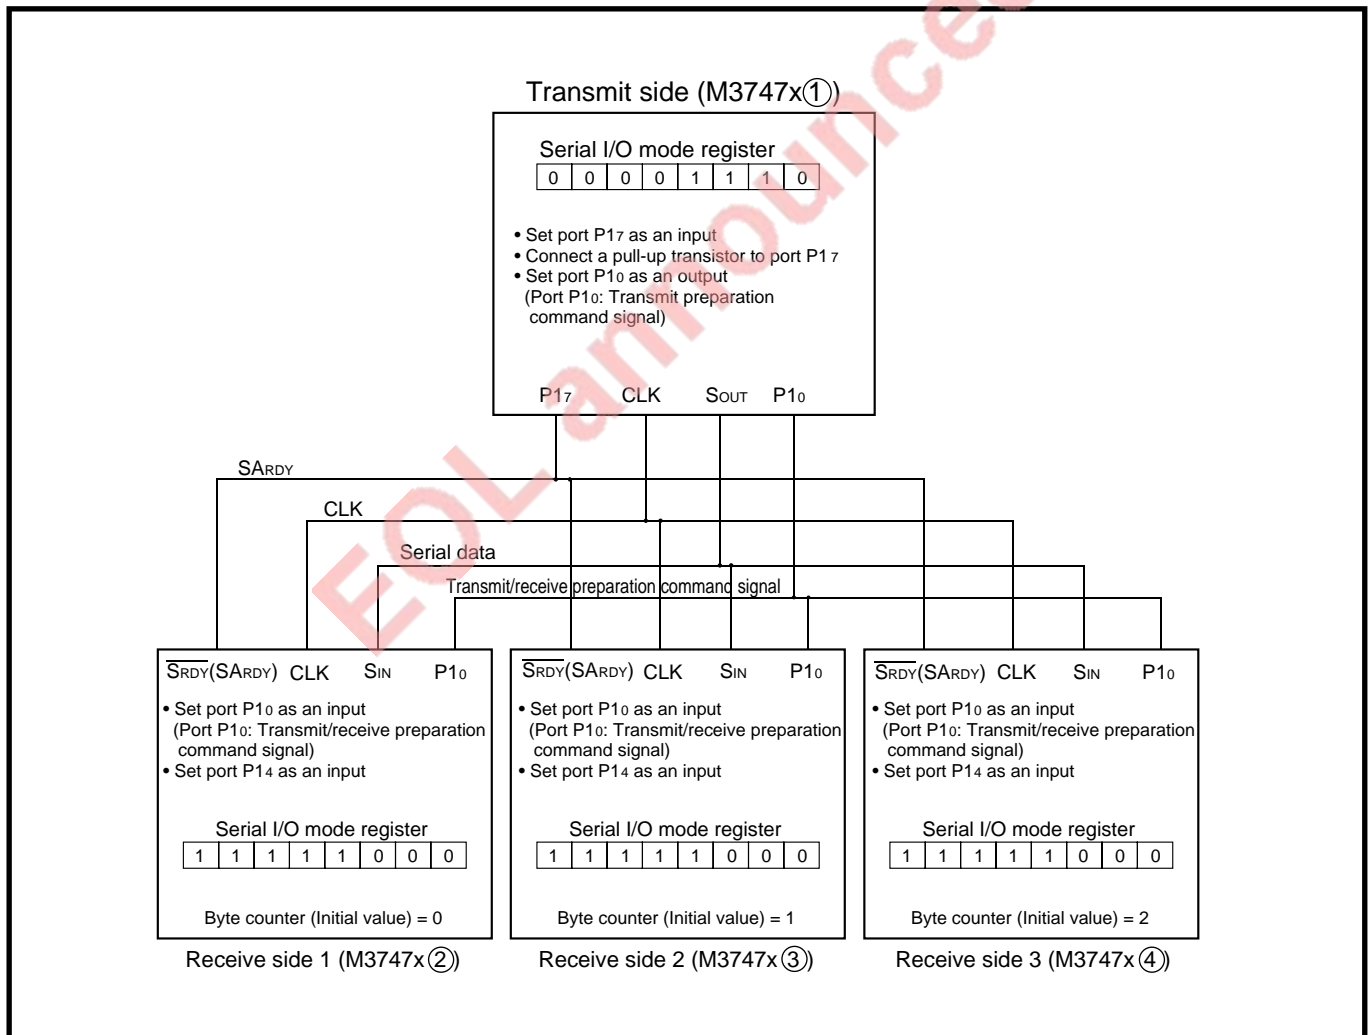 Transmit side (M3747x①)
Serial I/O mode register
0 0 0 0 1 1 1 0
• Set port P17 as an input
• Connect a pull-up transistor to port P17
• Set port P10 as an output
(Port P10: Transmit preparation
command signal)
P17 CLK SOUT P10
SARDY
CLK
Serial data
Transmit/receive preparation command signal
SRDY(SARDY) CLK SIN P10
• Set port P10 as an input
(Port P10: Transmit/receive preparation
command signal)
• Set port P14 as an input
Serial I/O mode register
1 1 1 1 1 0 0 0
Byte counter (Initial value) = 0
Receive side 1 (M3747x②)
SRDY(SARDY) CLK SIN P10
• Set port P10 as an input
(Port P10: Transmit/receive preparation
command signal)
• Set port P14 as an input
Serial I/O mode register
1 1 1 1 1 0 0 0
Byte counter (Initial value) = 1
Receive side 2 (M3747x③)
SRDY(SARDY) CLK SIN P10
• Set port P10 as an input
(Port P10: Transmit/receive preparation
command signal)
• Set port P14 as an input
Serial I/O mode register
1 1 1 1 1 0 0 0
Byte counter (Initial value) = 2
Receive side 3 (M3747x④)
EOL announced